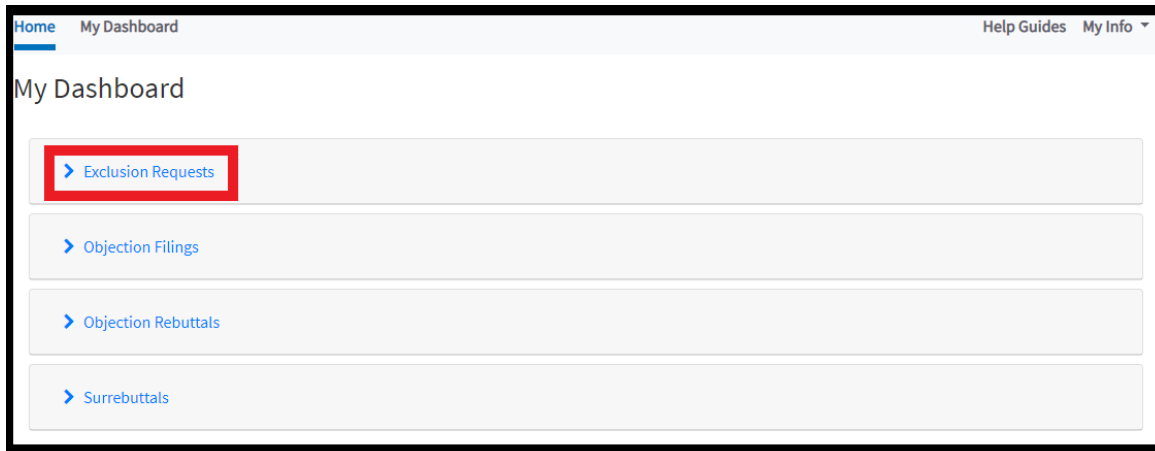 Home My Dashboard Help Guides My Info
My Dashboard
Exclusion Requests
Objection Filings
Objection Rebuttals
Surrebuttals